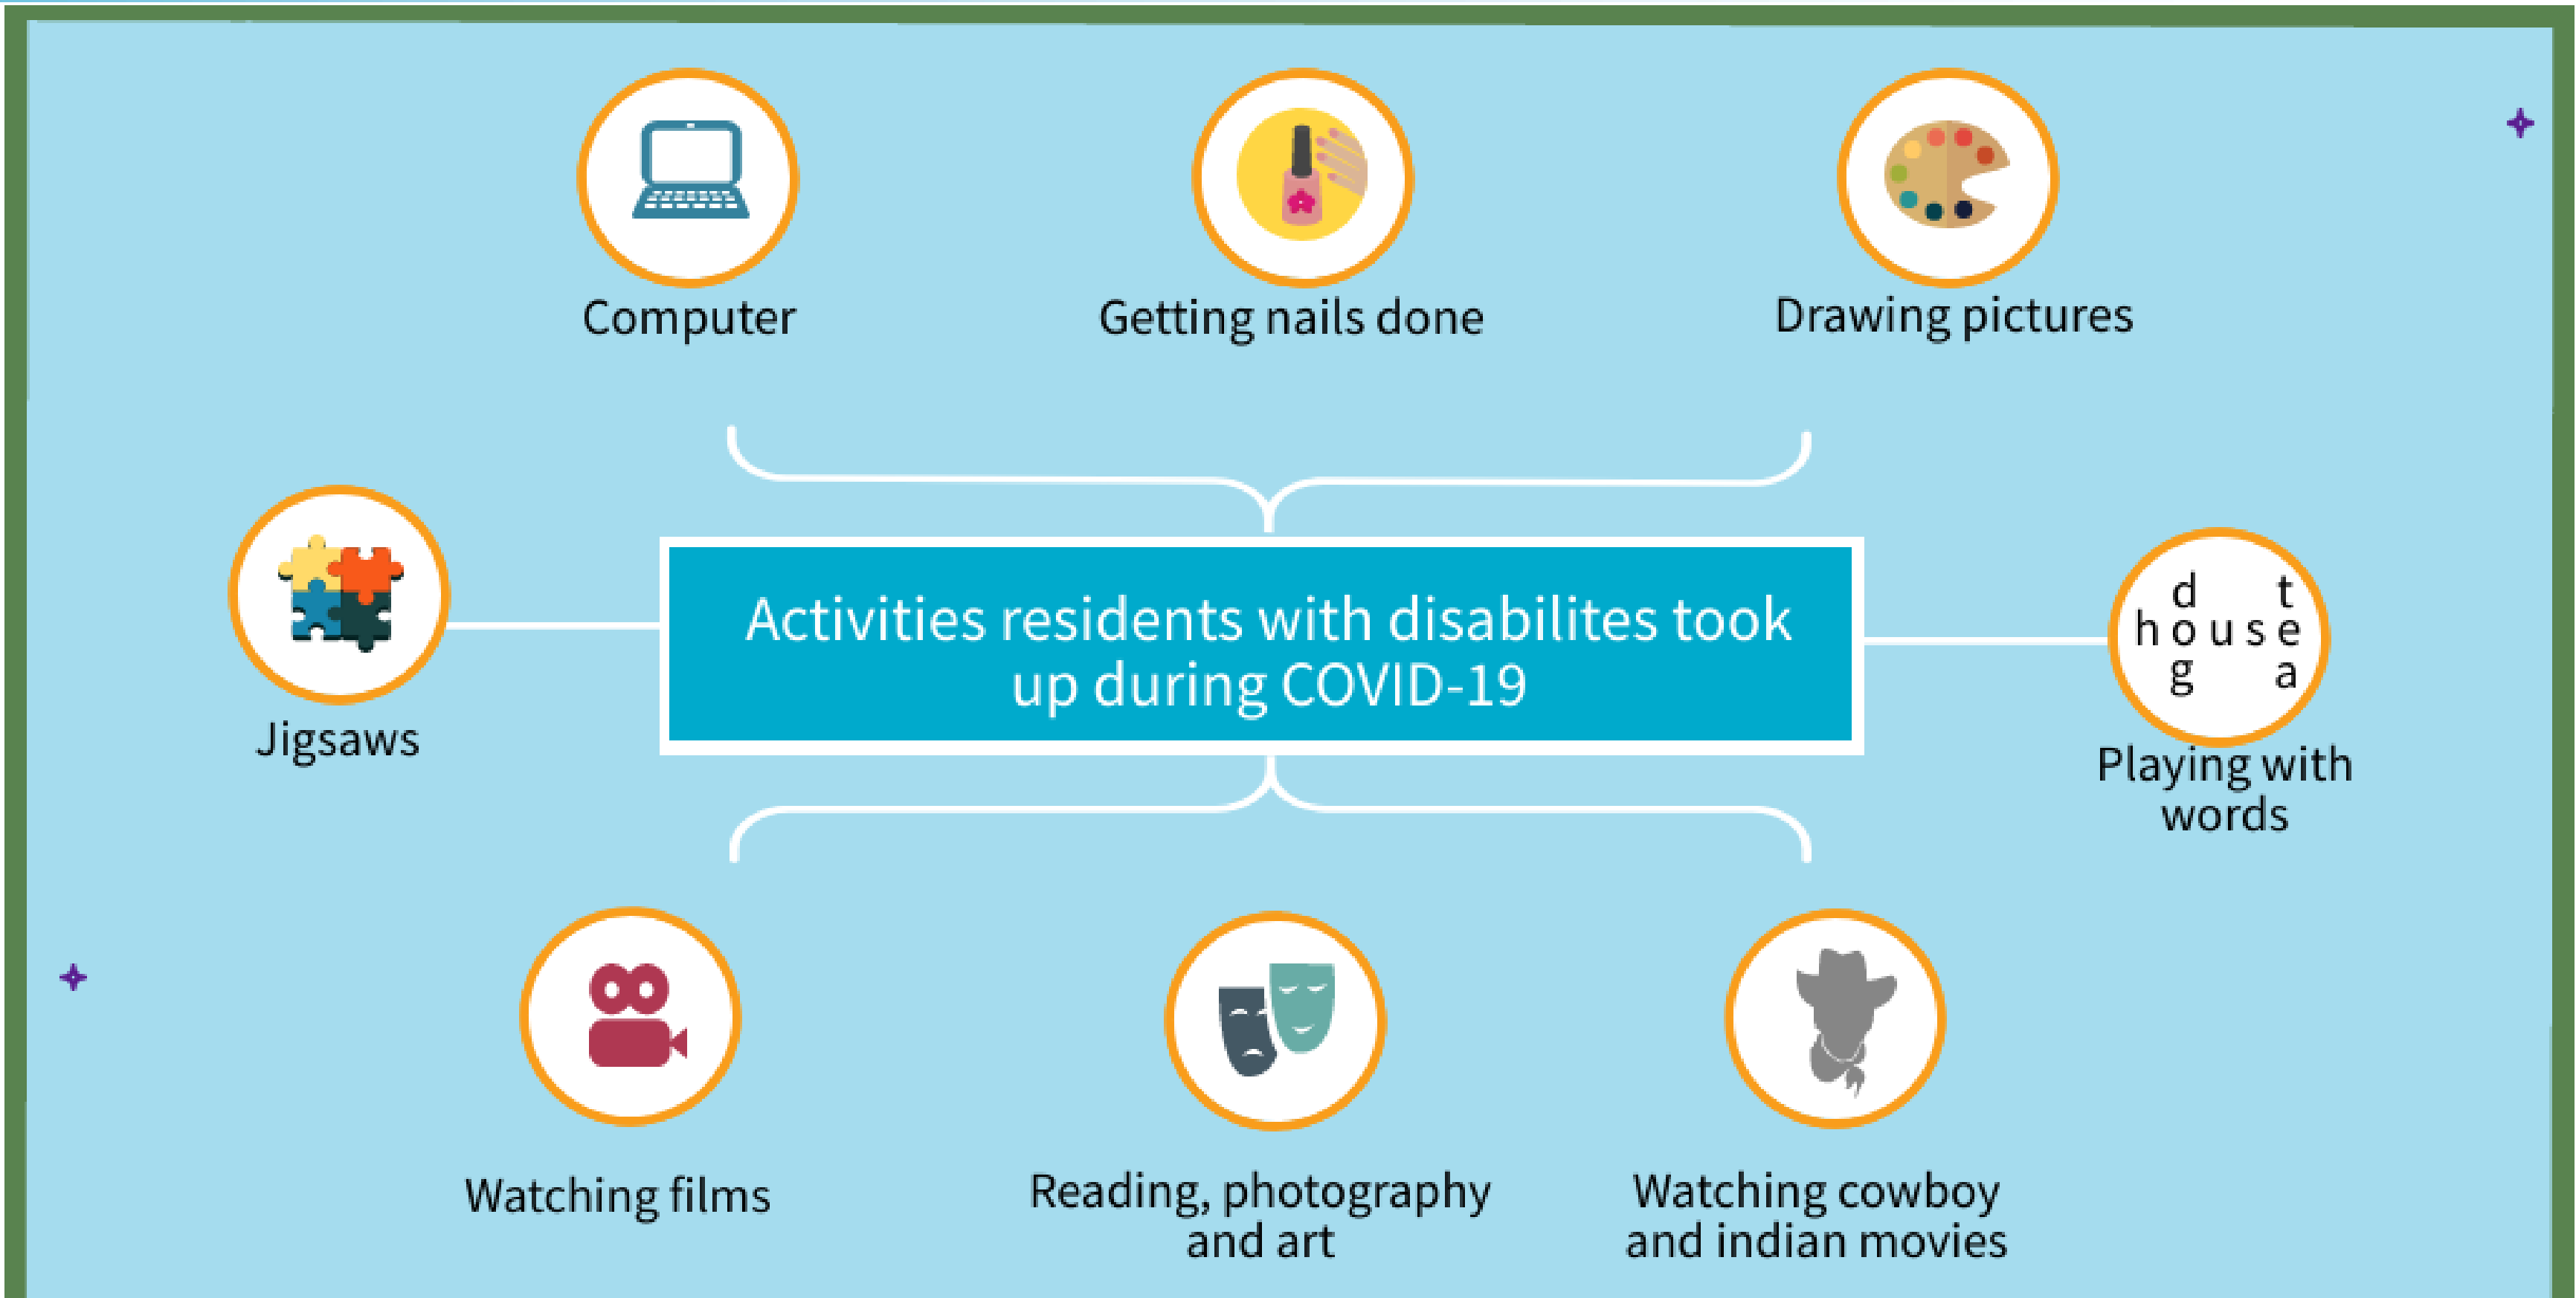 Computer
Getting nails done
Drawing pictures
Jigsaws
Activities residents with disabilites took
up during COVID-19
d t
h o u s e
g a
Playing with
words
Watching films
Reading, photography
and art
Watching cowboy
and indian movies